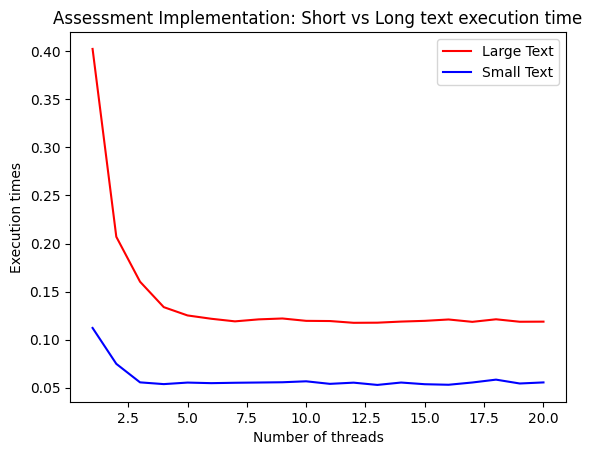 Assessment Implementation: Short vs Long text execution time
Large Text
Small Text
0.40
0.35
0.30
0.25
0.20
0.15
0.10
0.05
Execution times
2.5 5.0 7.5 10.0 12.5 15.0 17.5 20.0
Number of threads